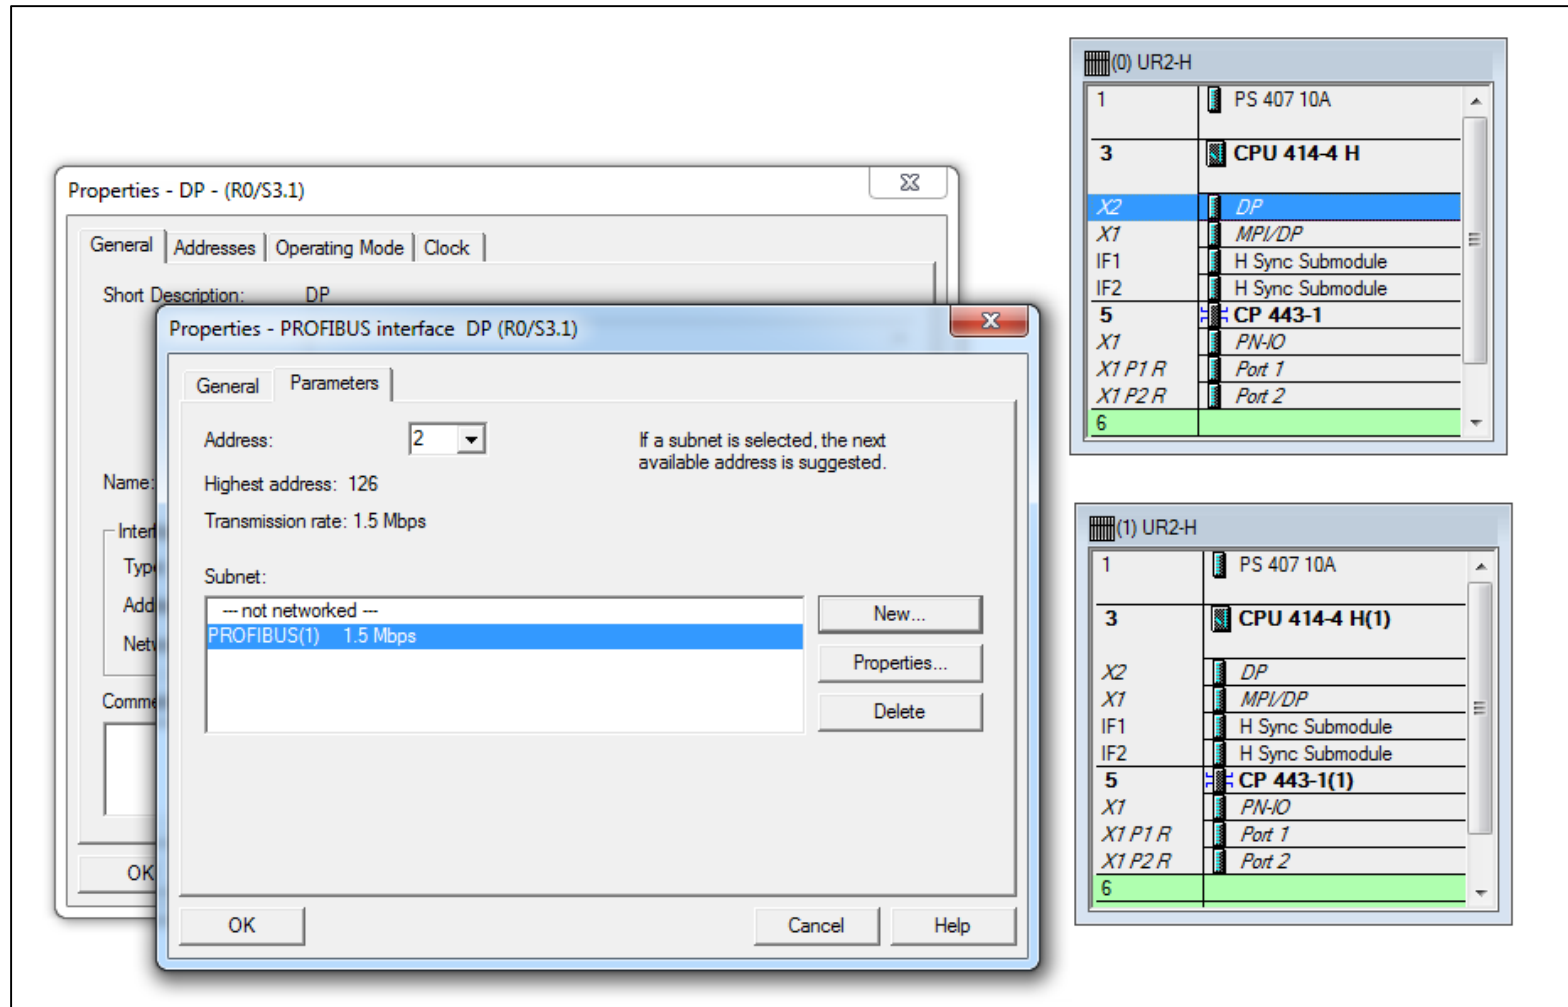 Properties - DP - (R0/S3.1)
General
Addresses
Operating Mode
Clock
Short Description: DP
Name:
OK
Properties - PROFIBUS interface DP (R0/S3.1)
General
Parameters
Address: 2
If a subnet is selected, the next
available address is suggested.
Highest address: 126
Transmission rate: 1.5 Mbps
Subnet:
--- not networked ---
PROFIBUS(1) 1.5 Mbps
New...
Properties...
Delete
OK
Cancel
Help
(0) UR2-H
1 PS 407 10A
3 CPU 414-4 H
X2 DP
X1 MPI/DP
IF1 H Sync Submodule
IF2 H Sync Submodule
5 CP 443-1
X1 PN-IO
X1 P1 R Port 1
X1 P2 R Port 2
6
(1) UR2-H
1 PS 407 10A
3 CPU 414-4 H(1)
X2 DP
X1 MPI/DP
IF1 H Sync Submodule
IF2 H Sync Submodule
5 CP 443-1(1)
X1 PN-IO
X1 P1 R Port 1
X1 P2 R Port 2
6